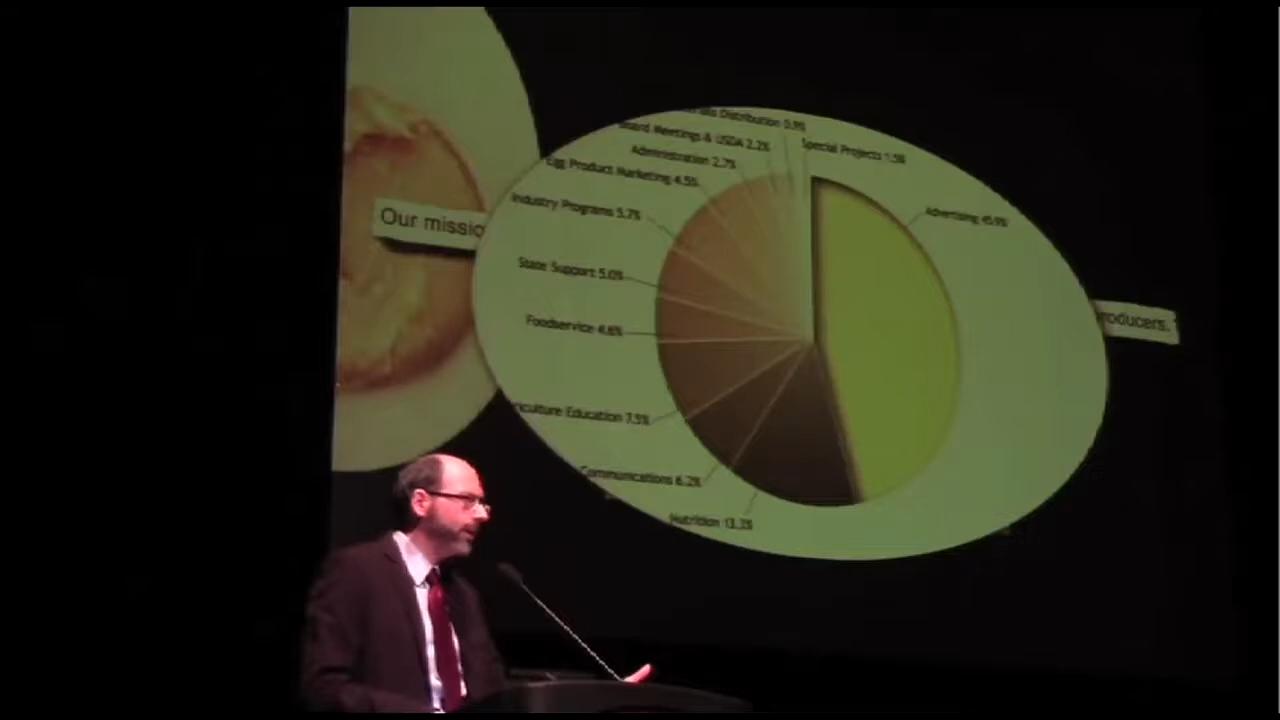 Distribution 0.9%
Board Meetings & USDA 2.2%
Special Projects 1.5%
Administration 2.7%
Egg Product Marketing 4.5%
Industry Programs 5.7%
Our missio
Advertising 45.9%
State Support 5.0%
Foodservice 4.6%
roducers.
riculture Education 7.5%
Communications 6.2%
Nutrition 13.3%